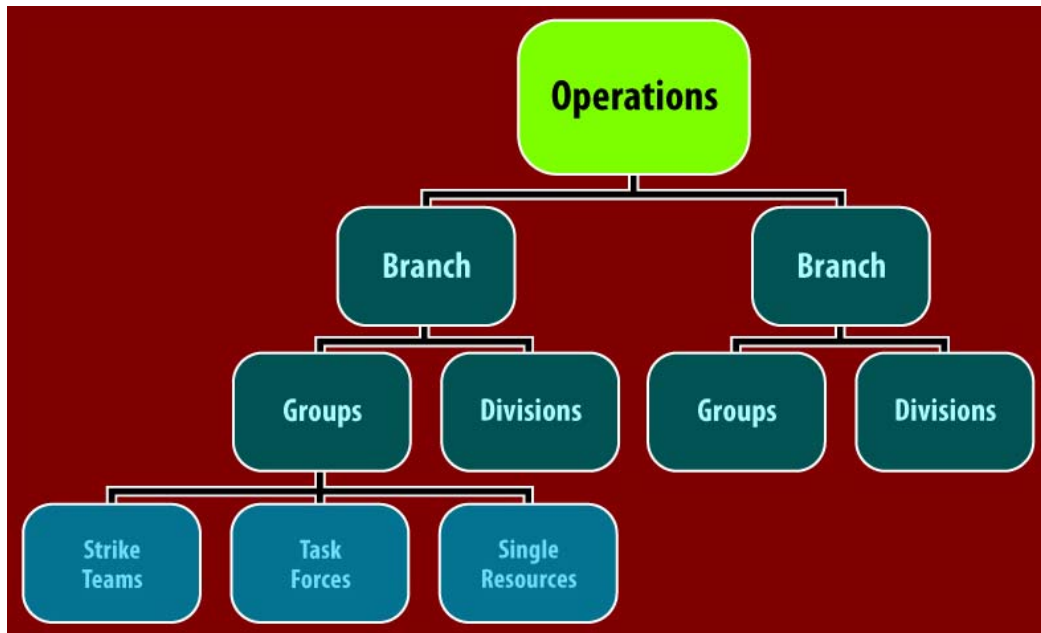 Operations
Branch
Branch
Groups
Divisions
Groups
Divisions
Strike
Teams
Task
Forces
Single
Resources